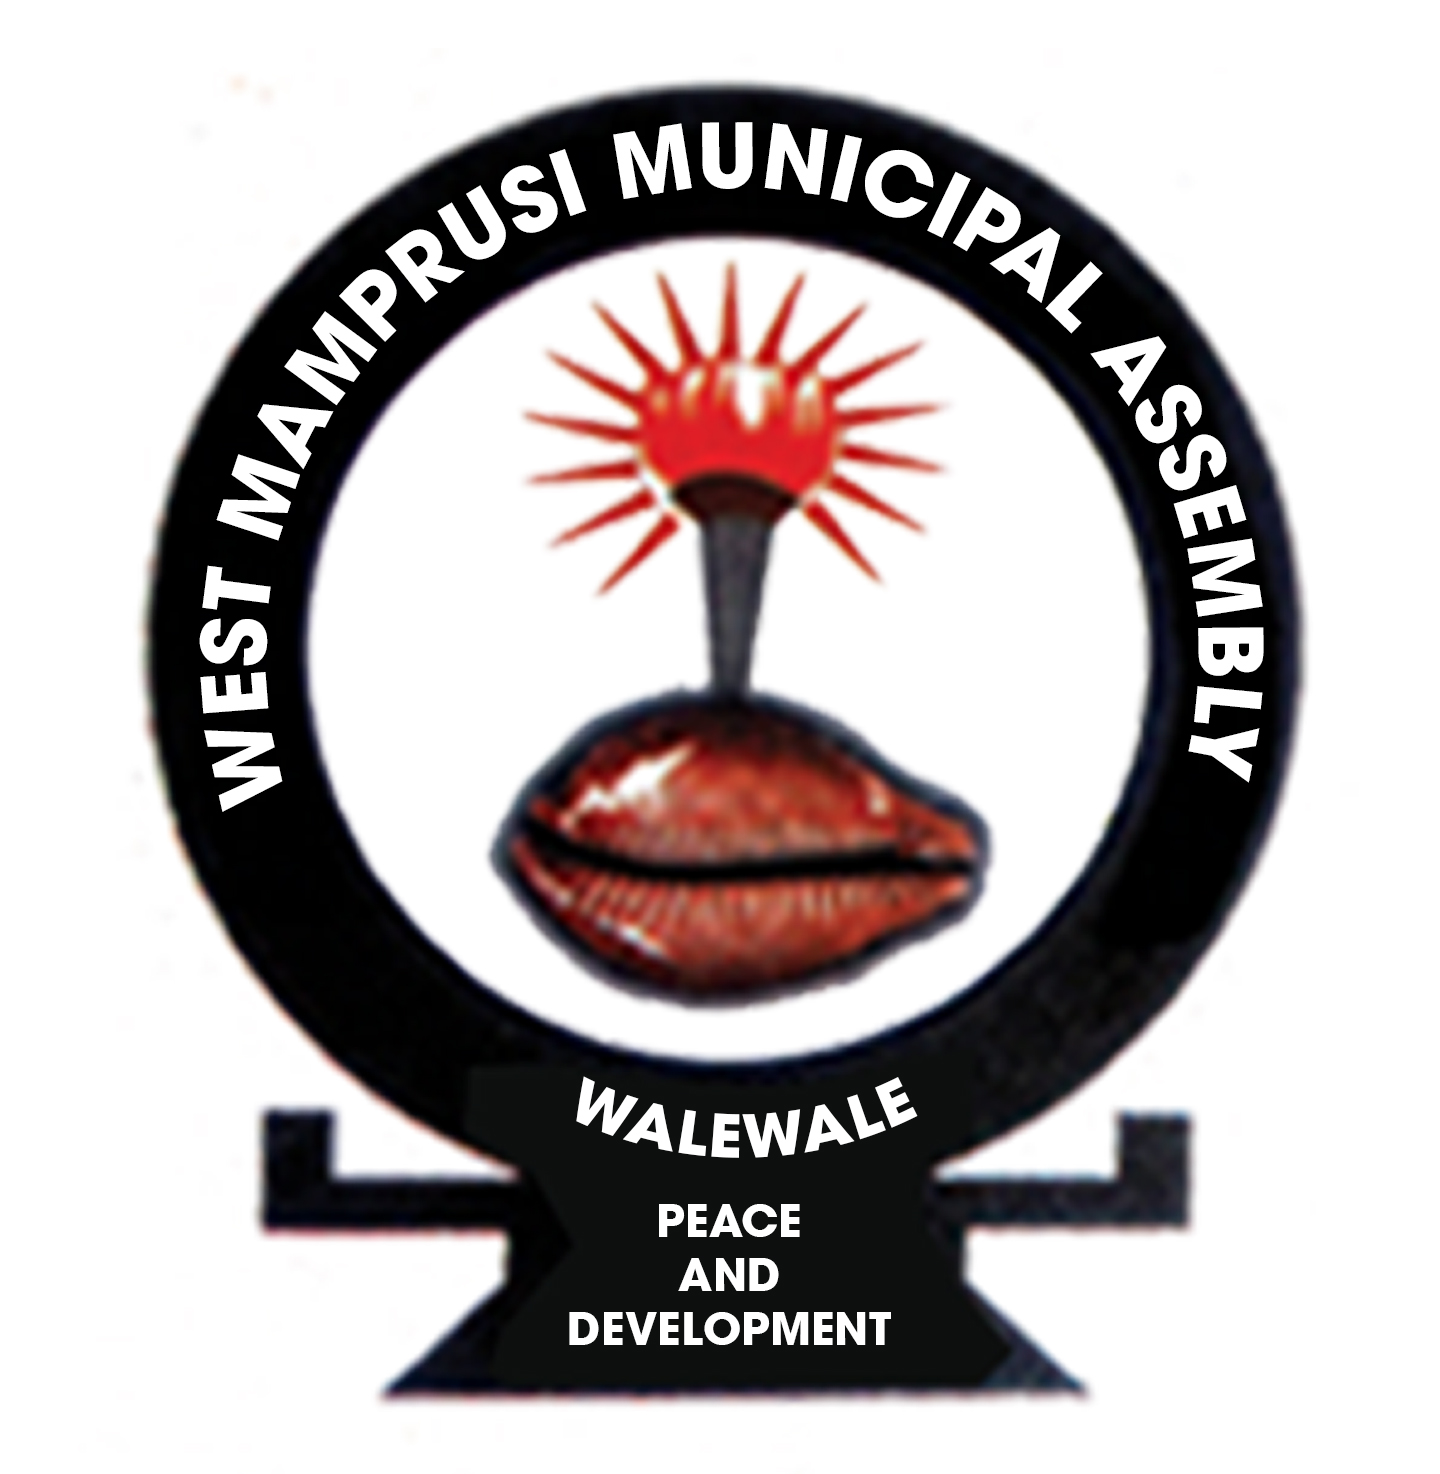 WEST MAMPRUSI MUNICIPAL ASSEMBLY
WALEWALE
PEACE
AND
DEVELOPMENT